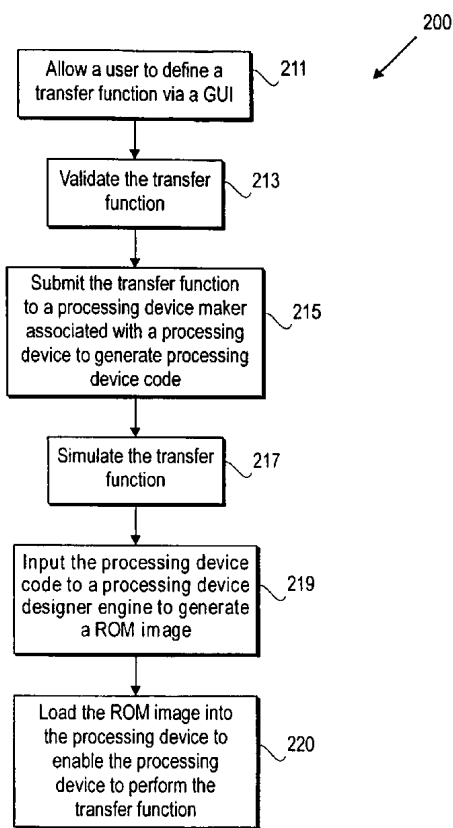 200
Allow a user to define a
transfer function via a GUI
211
Validate the transfer
function
213
Submit the transfer function
to a processing device maker
associated with a processing
device to generate processing
device code
215
Simulate the transfer
function
217
Input the processing device
code to a processing device
designer engine to generate
a ROM image
219
Load the ROM image into
the processing device to
enable the processing
device to perform the
transfer function
220